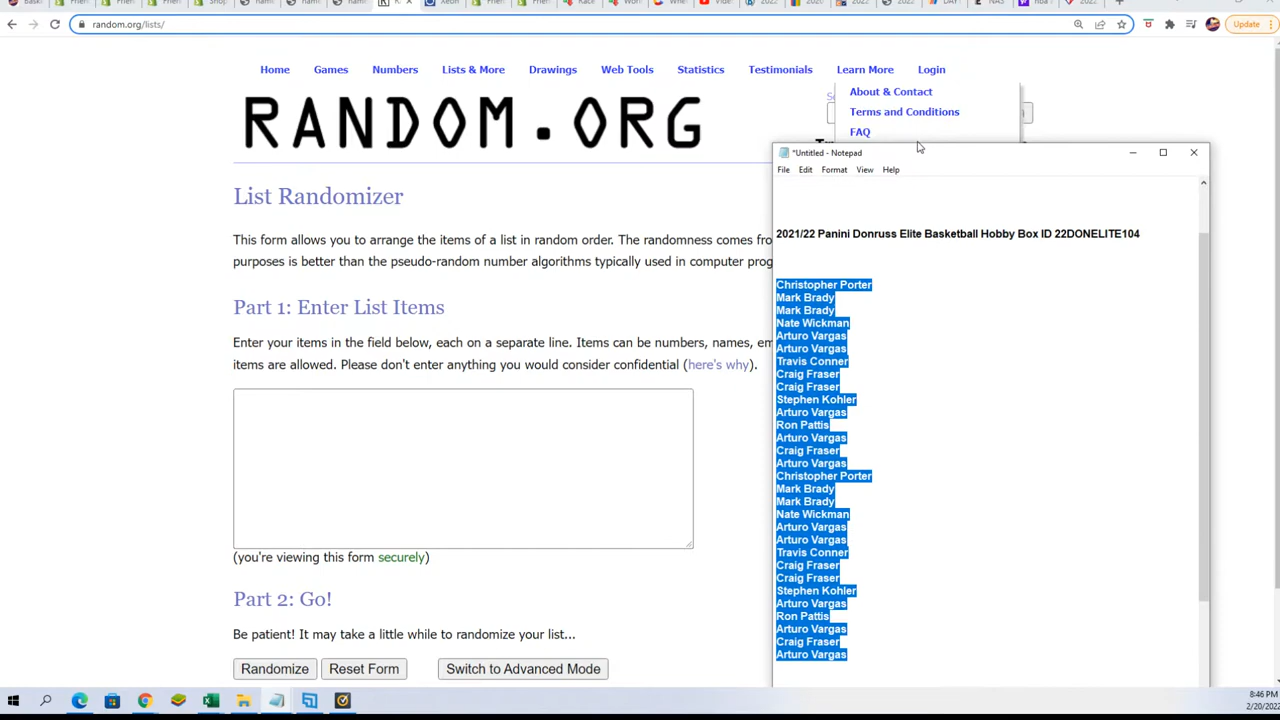 random.org/lists/
Update
Home Games Numbers Lists & More Drawings Web Tools Statistics Testimonials Learn More Login
About & Contact
Terms and Conditions
FAQ
RANDOM.ORG
*Untitled - Notepad
File Edit Format View Help
2021/22 Panini Donruss Elite Basketball Hobby Box ID 22DONELITE104
Christopher Porter
Mark Brady
Mark Brady
Nate Wickman
Arturo Vargas
Arturo Vargas
Travis Conner
Craig Fraser
Craig Fraser
Stephen Kohler
Arturo Vargas
Ron Pattis
Arturo Vargas
Craig Fraser
Arturo Vargas
Christopher Porter
Mark Brady
Mark Brady
Nate Wickman
Arturo Vargas
Arturo Vargas
Travis Conner
Craig Fraser
Craig Fraser
Stephen Kohler
Arturo Vargas
Ron Pattis
Arturo Vargas
Craig Fraser
Arturo Vargas
List Randomizer
This form allows you to arrange the items of a list in random order. The randomness comes fro
purposes is better than the pseudo-random number algorithms typically used in computer prog
Part 1: Enter List Items
Enter your items in the field below, each on a separate line. Items can be numbers, names, em
items are allowed. Please don't enter anything you would consider confidential (here's why).
(you're viewing this form securely)
Part 2: Go!
Be patient! It may take a little while to randomize your list...
Randomize Reset Form Switch to Advanced Mode
8:46 PM
2/20/202